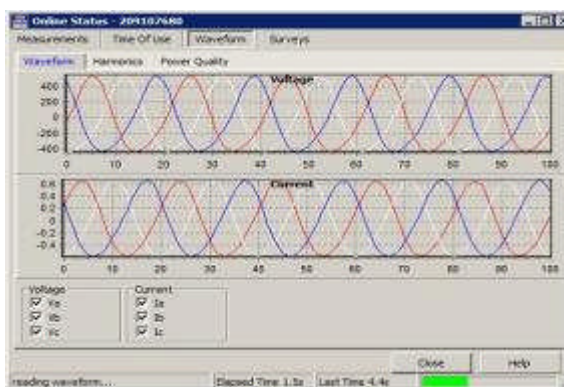 Online Status - 209107680
Measurements Time Of Use Waveform Surveys
Waveform Harmonics Power Quality
Voltage
400
200
0
-200
-400
0 10 20 30 40 50 60 70 80 90 100
Current
0.6
0.4
0.2
0
-0.2
-0.4
0 10 20 30 40 50 60 70 80 90 100
Voltage Current
Va Ia
Vb Ib
Vc Ic
Close Help
reading waveform... Elapsed Time 1.5s Last Time 4.4s